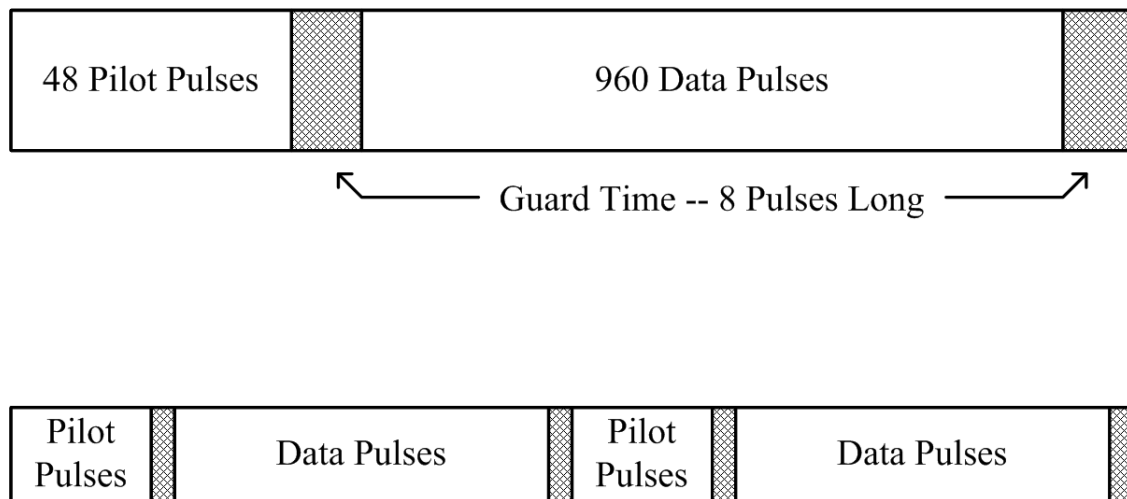 48 Pilot Pulses
960 Data Pulses
Guard Time -- 8 Pulses Long
Pilot
Pulses
Data Pulses
Pilot
Pulses
Data Pulses